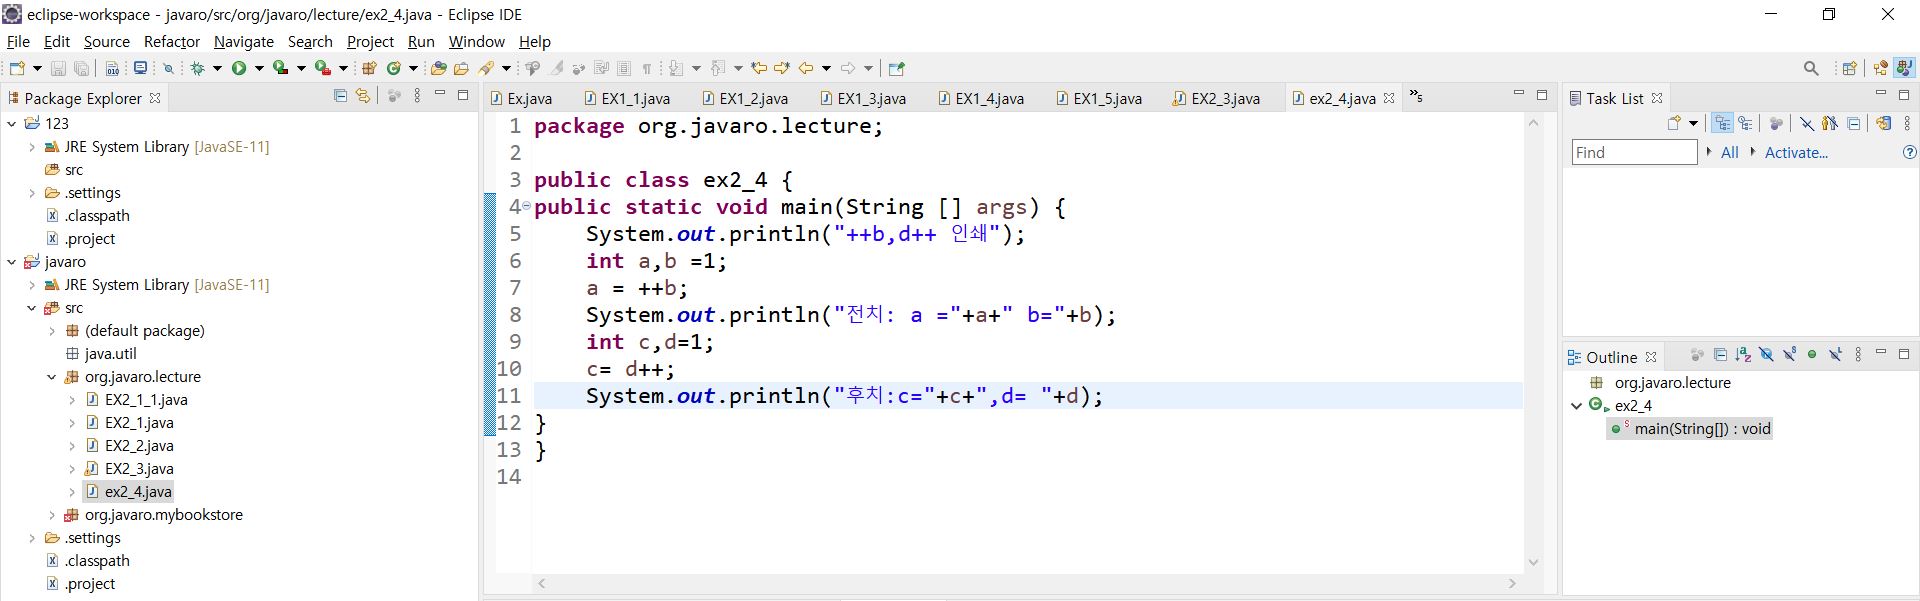 eclipse-workspace - javaro/src/org/javaro/lecture/ex2_4.java - Eclipse IDE
File Edit Source Refactor Navigate Search Project Run Window Help
Package Explorer
123
JRE System Library [JavaSE-11]
src
.settings
.classpath
.project
javaro
JRE System Library [JavaSE-11]
src
(default package)
java.util
org.javaro.lecture
EX2_1_1.java
EX2_1.java
EX2_2.java
EX2_3.java
ex2_4.java
org.javaro.mybookstore
.settings
.classpath
.project
Ex.java EX1_1.java EX1_2.java EX1_3.java EX1_4.java EX1_5.java EX2_3.java ex2_4.java »5
1 package org.javaro.lecture;
2
3 public class ex2_4 {
4 public static void main(String [] args) {
5 System.out.println("++b,d++ 인쇄");
6 int a,b =1;
7 a = ++b;
8 System.out.println("전치: a ="+a+" b="+b);
9 int c,d=1;
10 c= d++;
11 System.out.println("후치:c="+c+",d= "+d);
12 }
13 }
14
Task List
Find All Activate...
Outline
org.javaro.lecture
ex2_4
main(String[]) : void